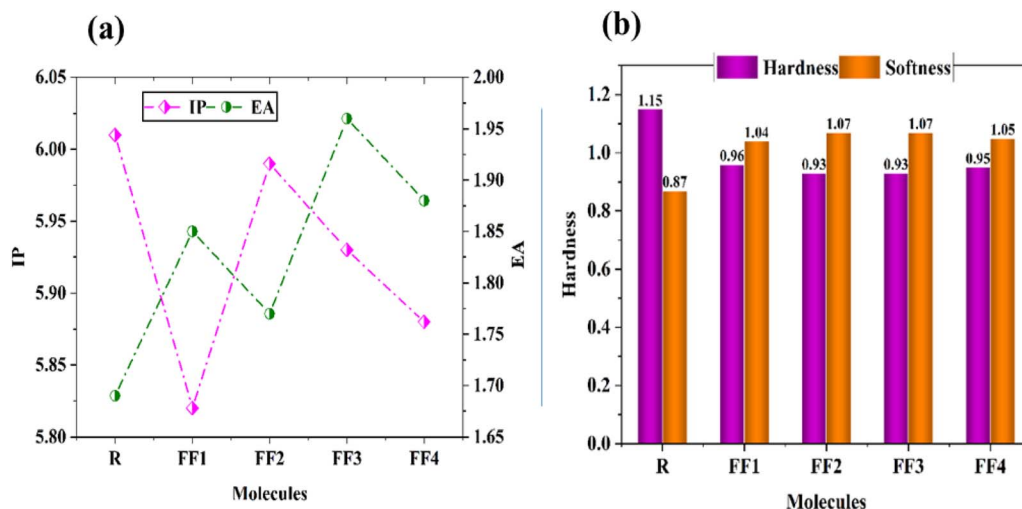 (a)
IP EA
6.05
6.00
5.95
5.90
5.85
5.80
IP
2.00
1.95
1.90
1.85
1.80
1.75
1.70
1.65
EA
R FF1 FF2 FF3 FF4
Molecules
(b)
Hardness Softness
1.2
1.0
0.8
0.6
0.4
0.2
0.0
Hardness
1.15 0.87 0.96 1.04 0.93 1.07 0.93 1.07 0.95 1.05
R FF1 FF2 FF3 FF4
Molecules